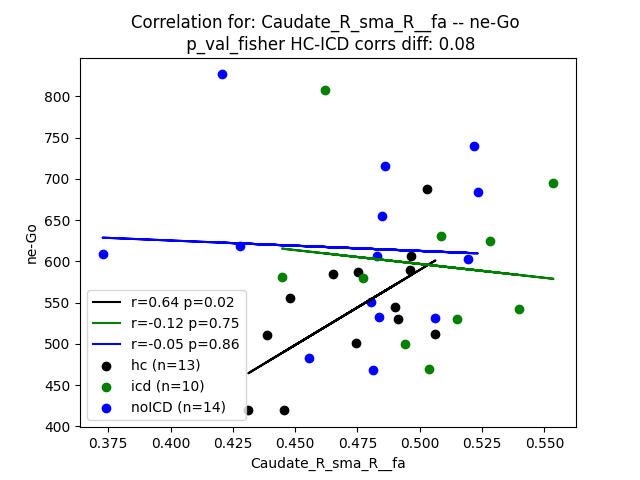 Correlation for: Caudate_R_sma_R__fa -- ne-Go
p_val_fisher HC-ICD corrs diff: 0.08
ne-Go
800
750
700
650
600
550
500
450
400
r=0.64 p=0.02
r=-0.12 p=0.75
r=-0.05 p=0.86
hc (n=13)
icd (n=10)
noICD (n=14)
0.375 0.400 0.425 0.450 0.475 0.500 0.525 0.550
Caudate_R_sma_R__fa